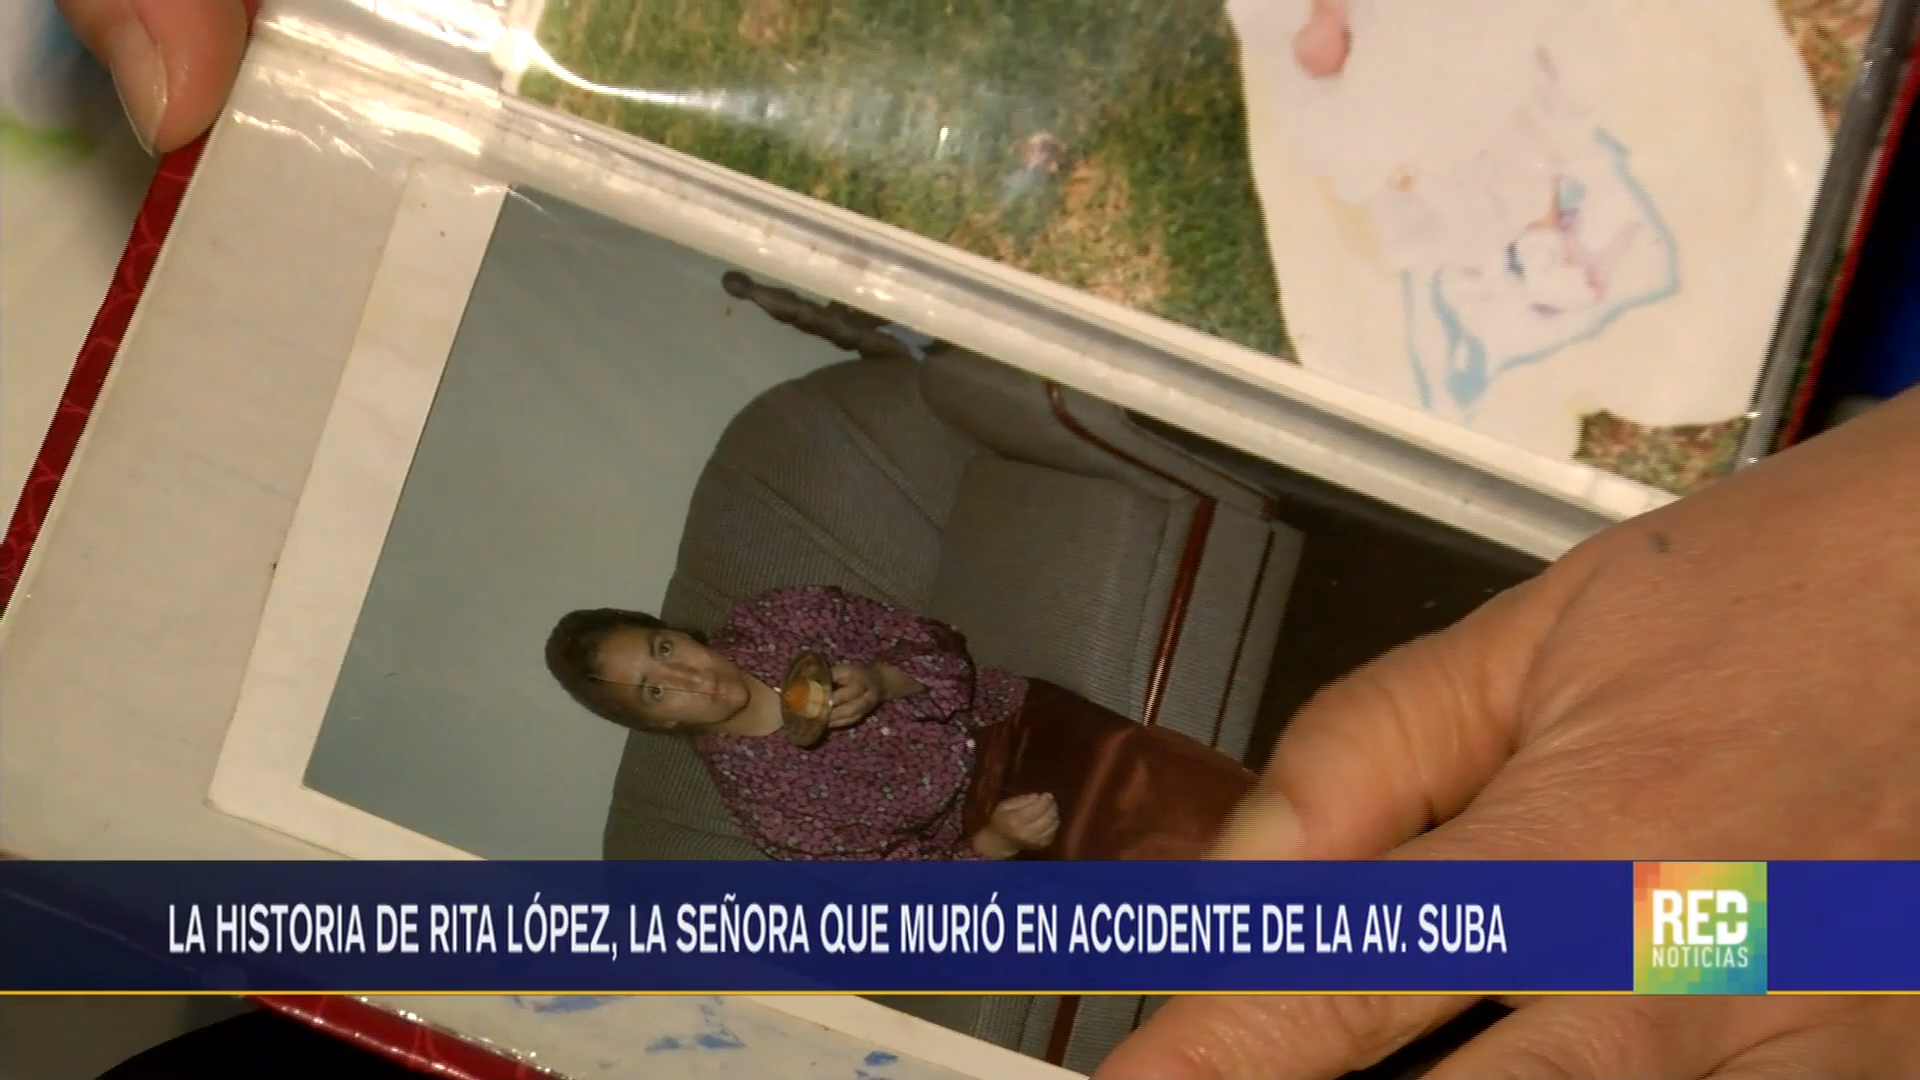 LA HISTORIA DE RITA LÓPEZ, LA SEÑORA QUE MURIÓ EN ACCIDENTE DE LA AV. SUBA
RED
NOTICIAS